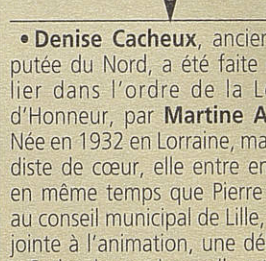 • Denise Cacheux, ancien
putée du Nord, a été faite
lier dans l'ordre de la L
d'Honneur, par Martine A
Née en 1932 en Lorraine, ma
diste de cœur, elle entre en
en même temps que Pierre
au conseil municipal de Lille,
jointe à l'animation, une dé